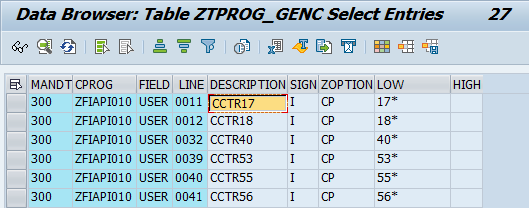 Data Browser: Table ZTPROG_GENC Select Entries 27
MANDT CPROG FIELD LINE DESCRIPTION SIGN ZOPTION LOW HIGH
300 ZFIAPI010 USER 0011 CCTR17 I CP 17*
300 ZFIAPI010 USER 0012 CCTR18 I CP 18*
300 ZFIAPI010 USER 0032 CCTR40 I CP 40*
300 ZFIAPI010 USER 0039 CCTR53 I CP 53*
300 ZFIAPI010 USER 0040 CCTR55 I CP 55*
300 ZFIAPI010 USER 0041 CCTR56 I CP 56*